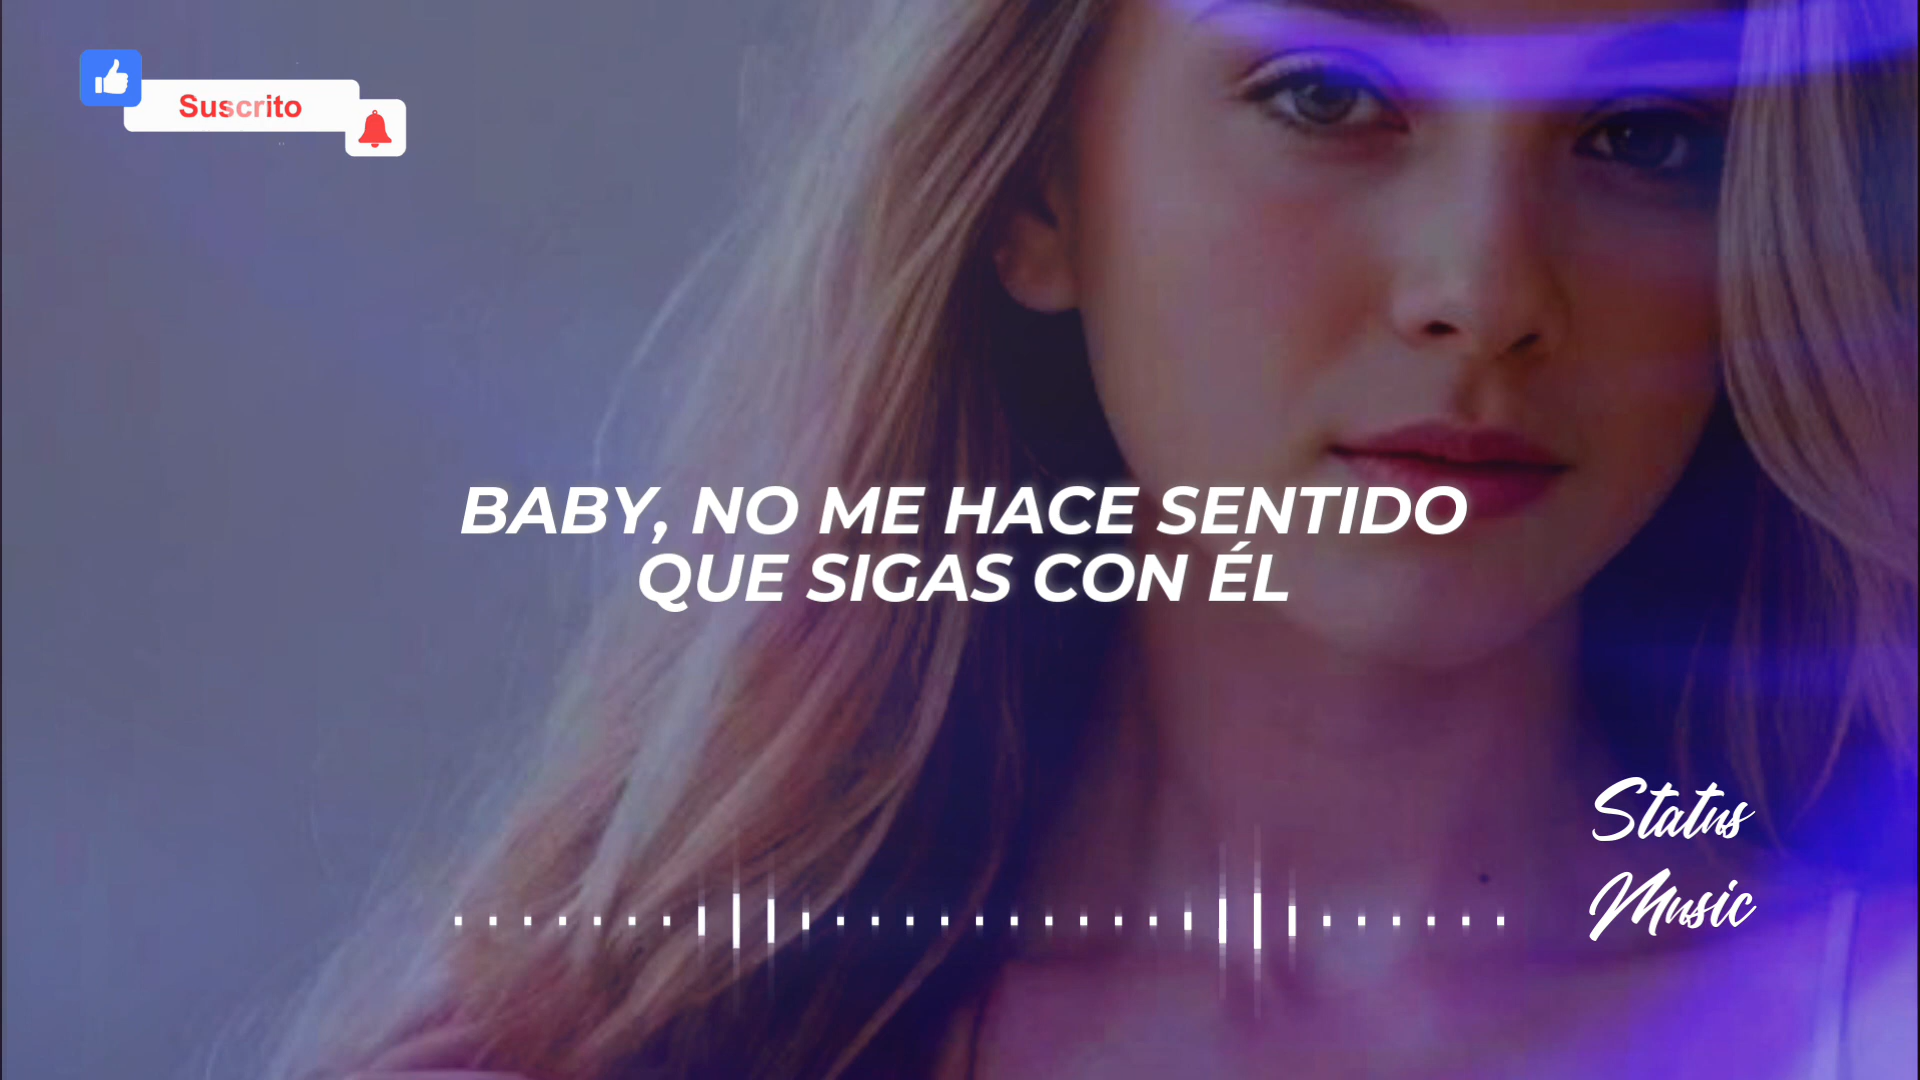 Suscrito
BABY, NO ME HACE SENTIDO
QUE SIGAS CON ÉL
Status
Music